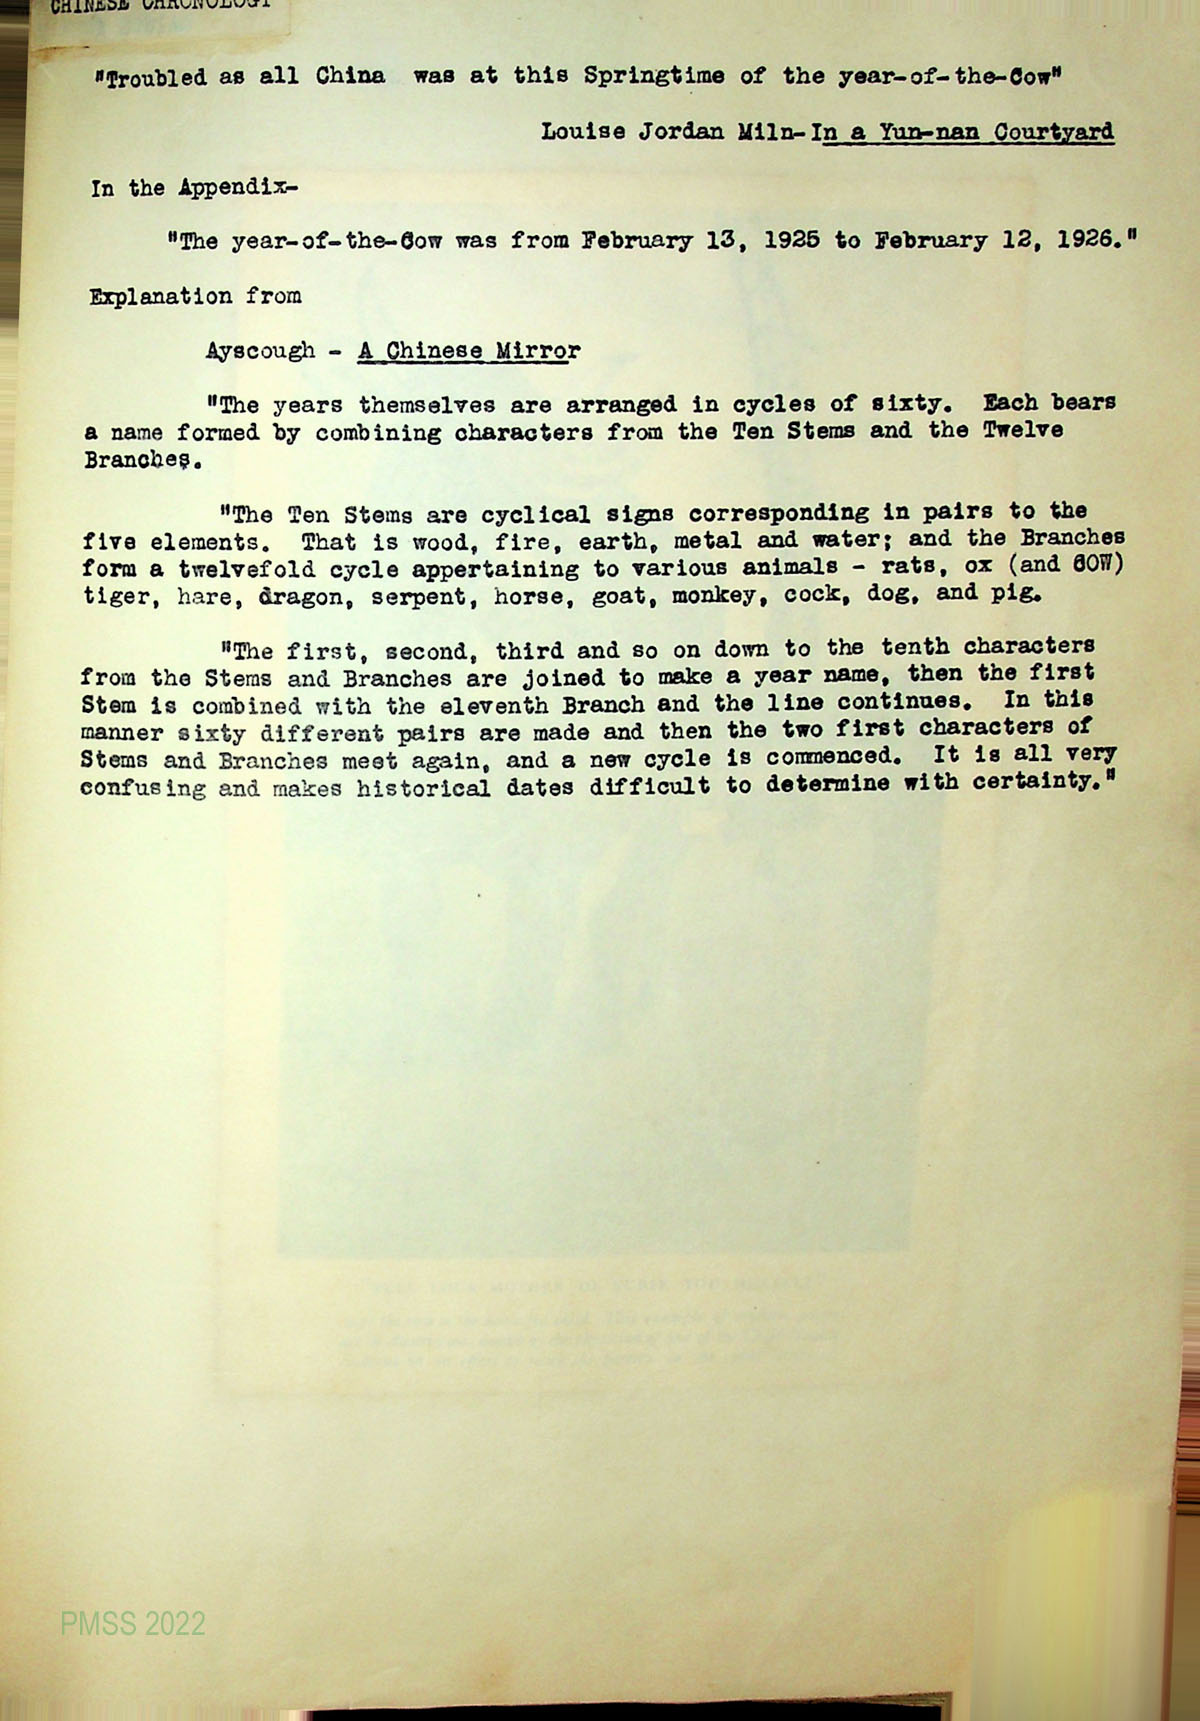 CHINESE CHRONOLOGY
"Troubled as all China was at this Springtime of the year-of-the-Cow"
Louise Jordan Miln-In a Yun-nan Courtyard
In the Appendix-
"The year-of-the-Cow was from February 13, 1925 to February 12, 1926."
Explanation from
Ayscough - A Chinese Mirror
"The years themselves are arranged in cycles of sixty. Each bears
a name formed by combining characters from the Ten Stems and the Twelve
Branches.
"The Ten Stems are cyclical signs corresponding in pairs to the
five elements. That is wood, fire, earth, metal and water; and the Branches
form a twelvefold cycle appertaining to various animals - rats, ox (and COW)
tiger, hare, dragon, serpent, horse, goat, monkey, cock, dog, and pig.
"The first, second, third and so on down to the tenth characters
from the Stems and Branches are joined to make a year name, then the first
Stem is combined with the eleventh Branch and the line continues. In this
manner sixty different pairs are made and then the two first characters of
Stems and Branches meet again, and a new cycle is commenced. It is all very
confusing and makes historical dates difficult to determine with certainty."
PMSS 2022